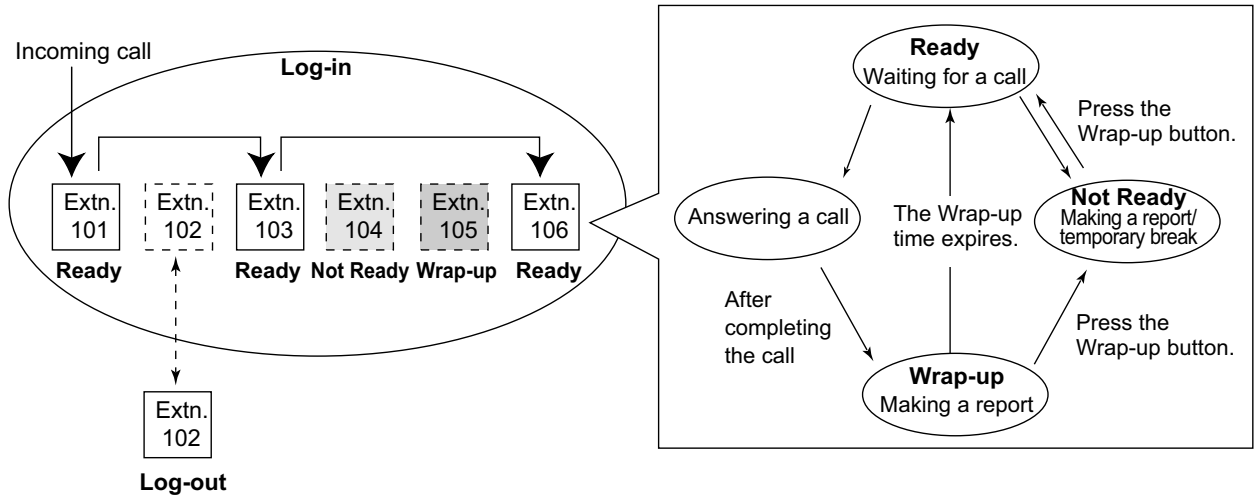 Incoming call
Log-in
Extn.
101
Extn.
102
Extn.
103
Extn.
104
Extn.
105
Extn.
106
Ready
Ready
Not Ready
Wrap-up
Ready
Extn.
102
Log-out
Ready
Waiting for a call
Press the
Wrap-up button.
Answering a call
The Wrap-up
time expires.
Not Ready
Making a report/
temporary break
After
completing
the call
Press the
Wrap-up button.
Wrap-up
Making a report